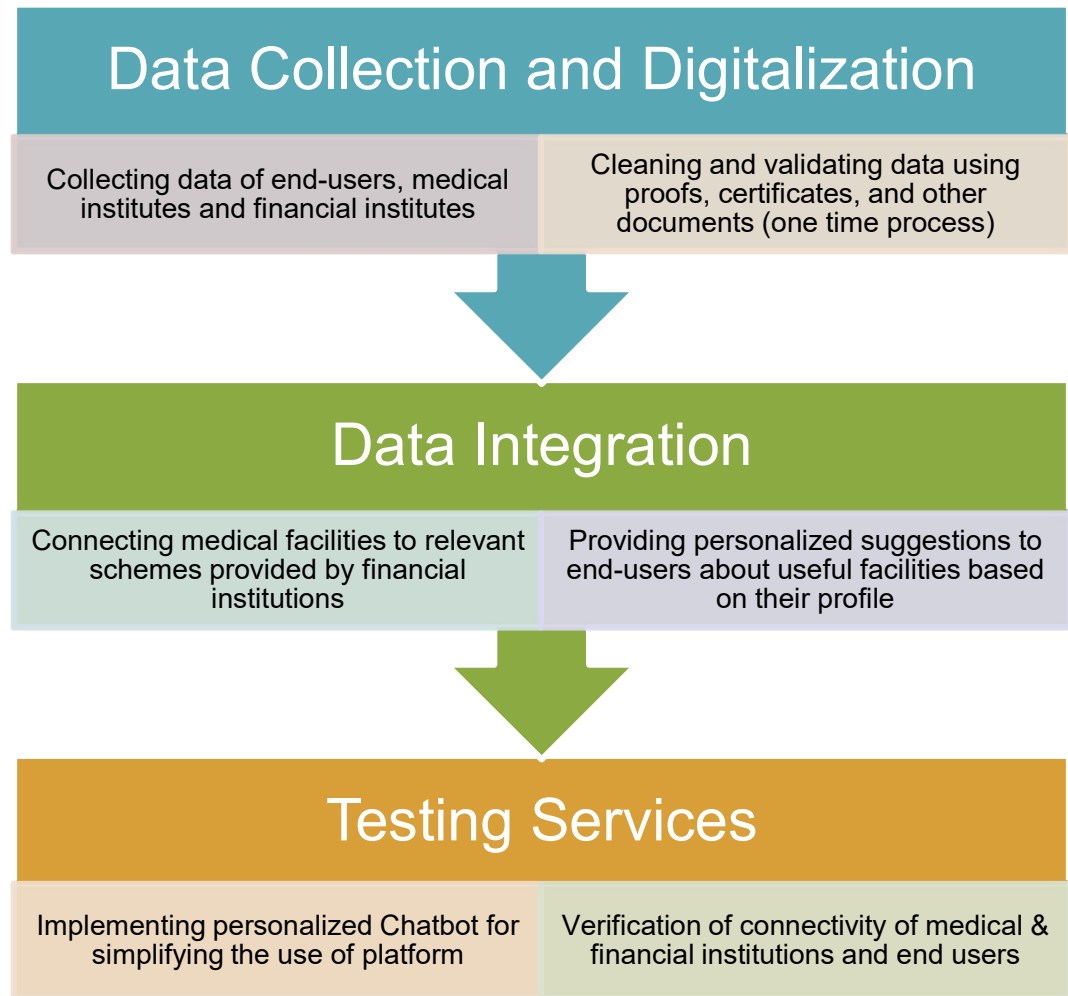 Data Collection and Digitalization
Collecting data of end-users, medical
institutes and financial institutes
Cleaning and validating data using
proofs, certificates, and other
documents (one time process)
Data Integration
Connecting medical facilities to relevant
schemes provided by financial
institutions
Providing personalized suggestions to
end-users about useful facilities based
on their profile
Testing Services
Implementing personalized Chatbot for
simplifying the use of platform
Verification of connectivity of medical &
financial institutions and end users